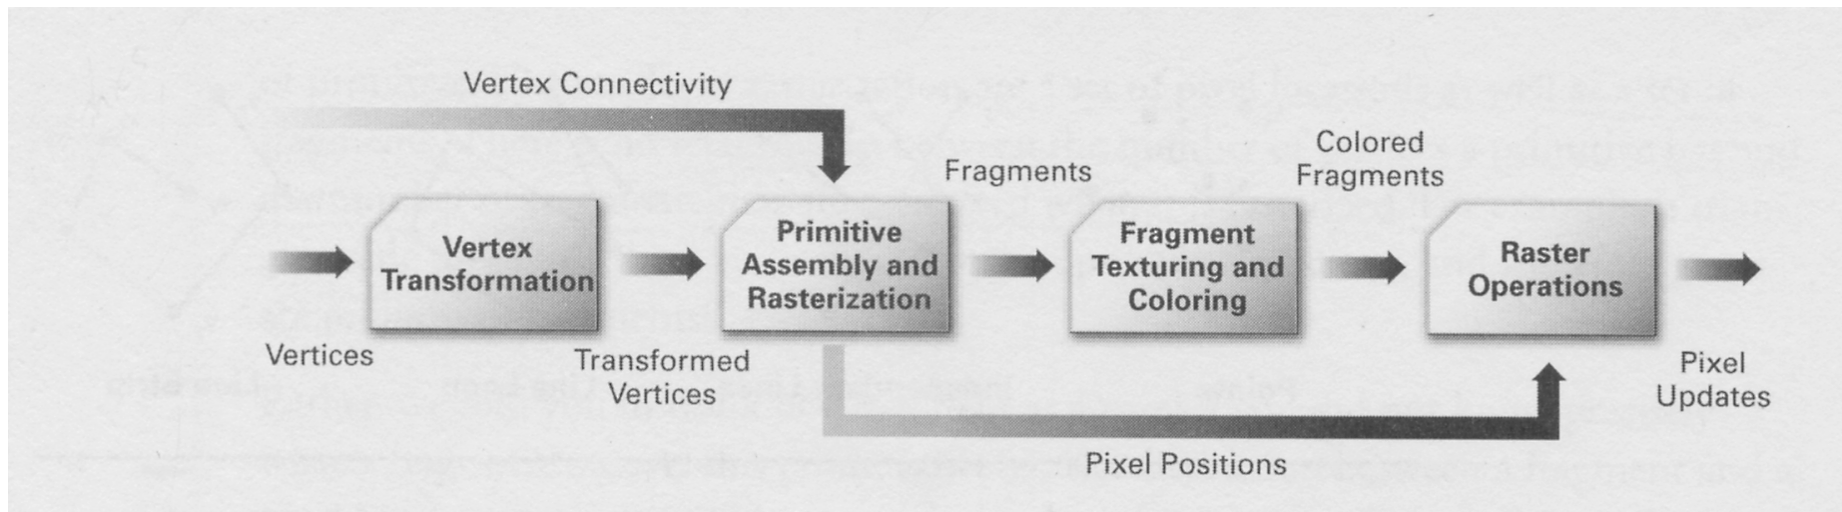 Vertex Connectivity
Fragments
Colored
Fragments
Vertex
Transformation
Primitive
Assembly and
Rasterization
Fragment
Texturing and
Coloring
Raster
Operations
Vertices
Transformed
Vertices
Pixel
Updates
Pixel Positions